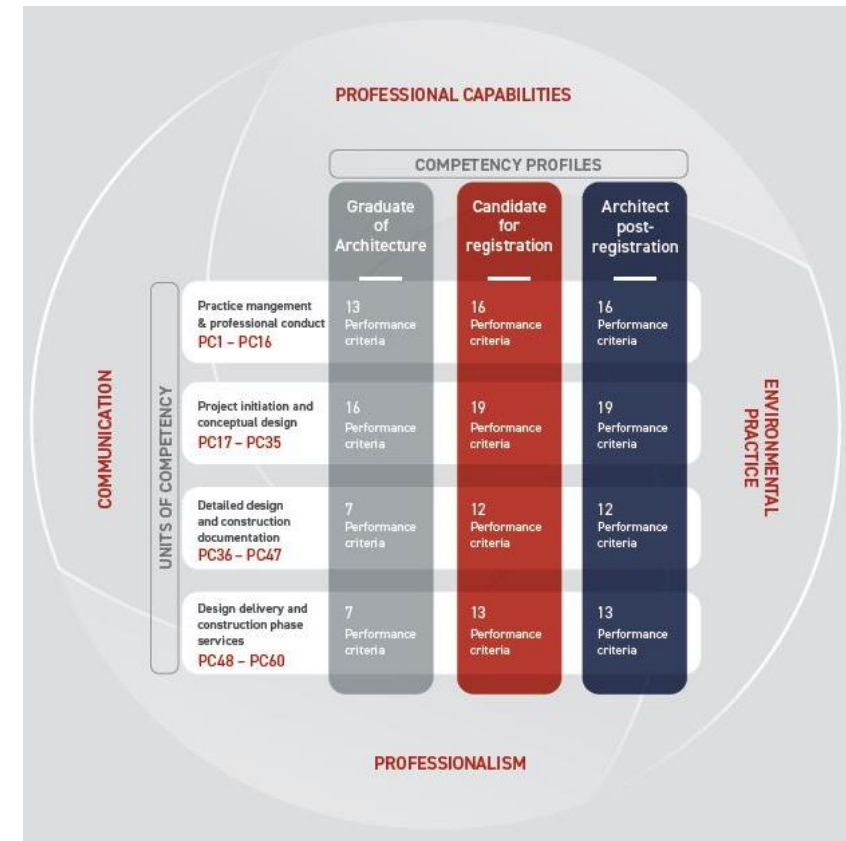 PROFESSIONAL CAPABILITIES
COMPETENCY PROFILES
Graduate
of
Architecture
Candidate
for
registration
Architect
post-
registration
COMMUNICATION
UNITS OF COMPETENCY
Practice mangement
& professional conduct
PC1 – PC16
13
Performance
criteria
16
Performance
criteria
16
Performance
criteria
Project initiation and
conceptual design
PC17 – PC35
16
Performance
criteria
19
Performance
criteria
19
Performance
criteria
Detailed design
and construction
documentation
PC36 – PC47
7
Performance
criteria
12
Performance
criteria
12
Performance
criteria
Design delivery and
construction phase
services
PC48 – PC60
7
Performance
criteria
13
Performance
criteria
13
Performance
criteria
ENVIRONMENTAL
PRACTICE
PROFESSIONALISM